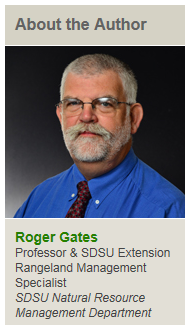 About the Author
Roger Gates
Professor & SDSU Extension
Rangeland Management
Specialist
SDSU Natural Resource
Management Department